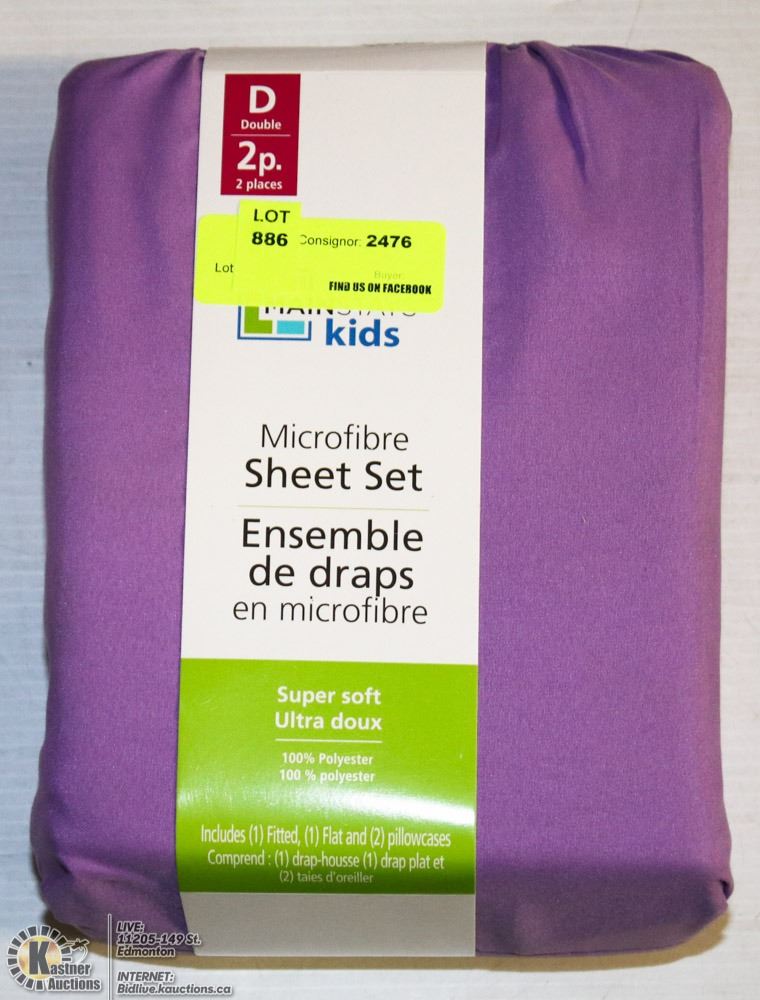 D
Double
2p.
2 places
LOT
886 Consignor: 2476
Lot
Buyer:
FIND US ON FACEBOOK
MAINSTAYS
kids
Microfibre
Sheet Set
Ensemble
de draps
en microfibre
Super soft
Ultra doux
100% Polyester
100 % polyester
Includes (1) Fitted, (1) Flat and (2) pillowcases
Comprend : (1) drap-housse (1) drap plat et
(2) taies d'oreiller
Kastner
Auctions
LIVE:
11205-149 St.
Edmonton
INTERNET:
Bidlive.kauctions.ca